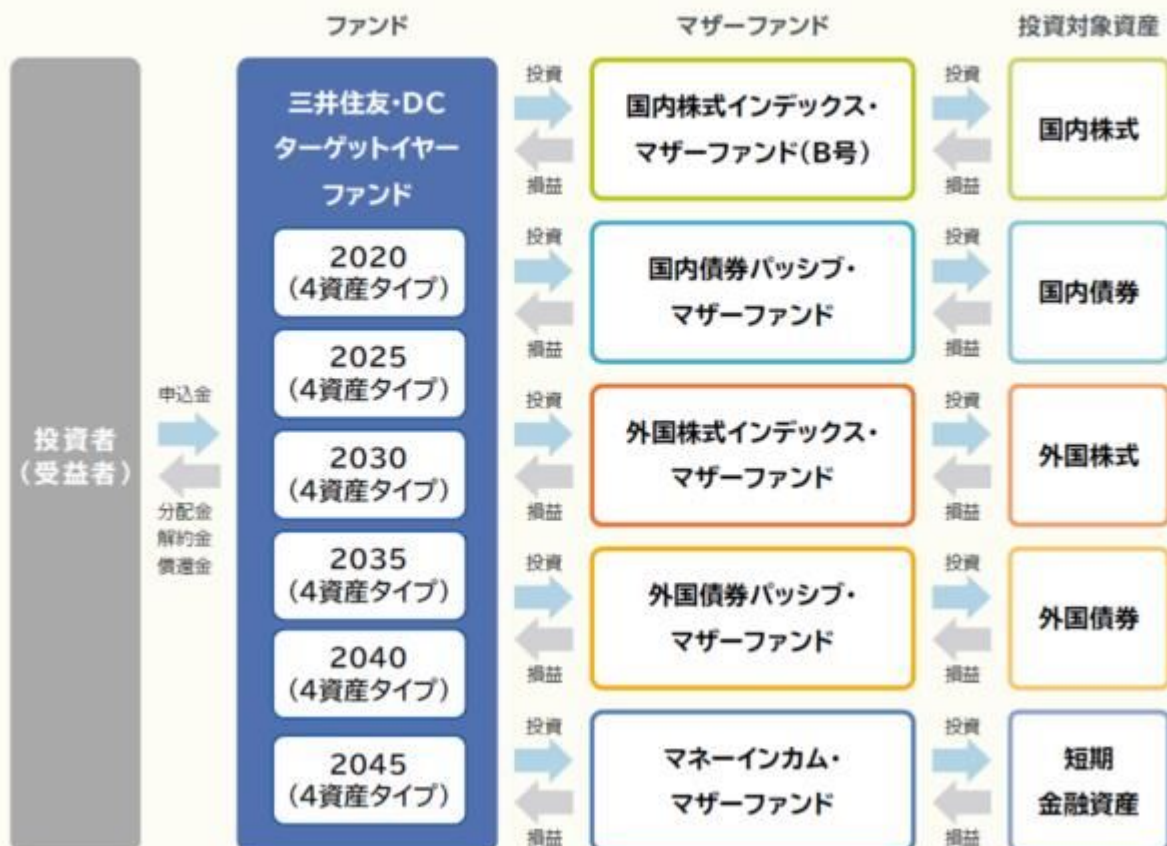 ファンド
マザーファンド
投資対象資産
投資者
(受益者)
申込金
分配金
解約金
償還金
三井住友・DC
ターゲットイヤー
ファンド
2020
(4資産タイプ)
2025
(4資産タイプ)
2030
(4資産タイプ)
2035
(4資産タイプ)
2040
(4資産タイプ)
2045
(4資産タイプ)
投資
損益
国内株式インデックス・
マザーファンド(B号)
投資
損益
国内株式
投資
損益
国内債券パッシブ・
マザーファンド
投資
損益
国内債券
投資
損益
外国株式インデックス・
マザーファンド
投資
損益
外国株式
投資
損益
外国債券パッシブ・
マザーファンド
投資
損益
外国債券
投資
損益
マネーインカム・
マザーファンド
投資
損益
短期
金融資産